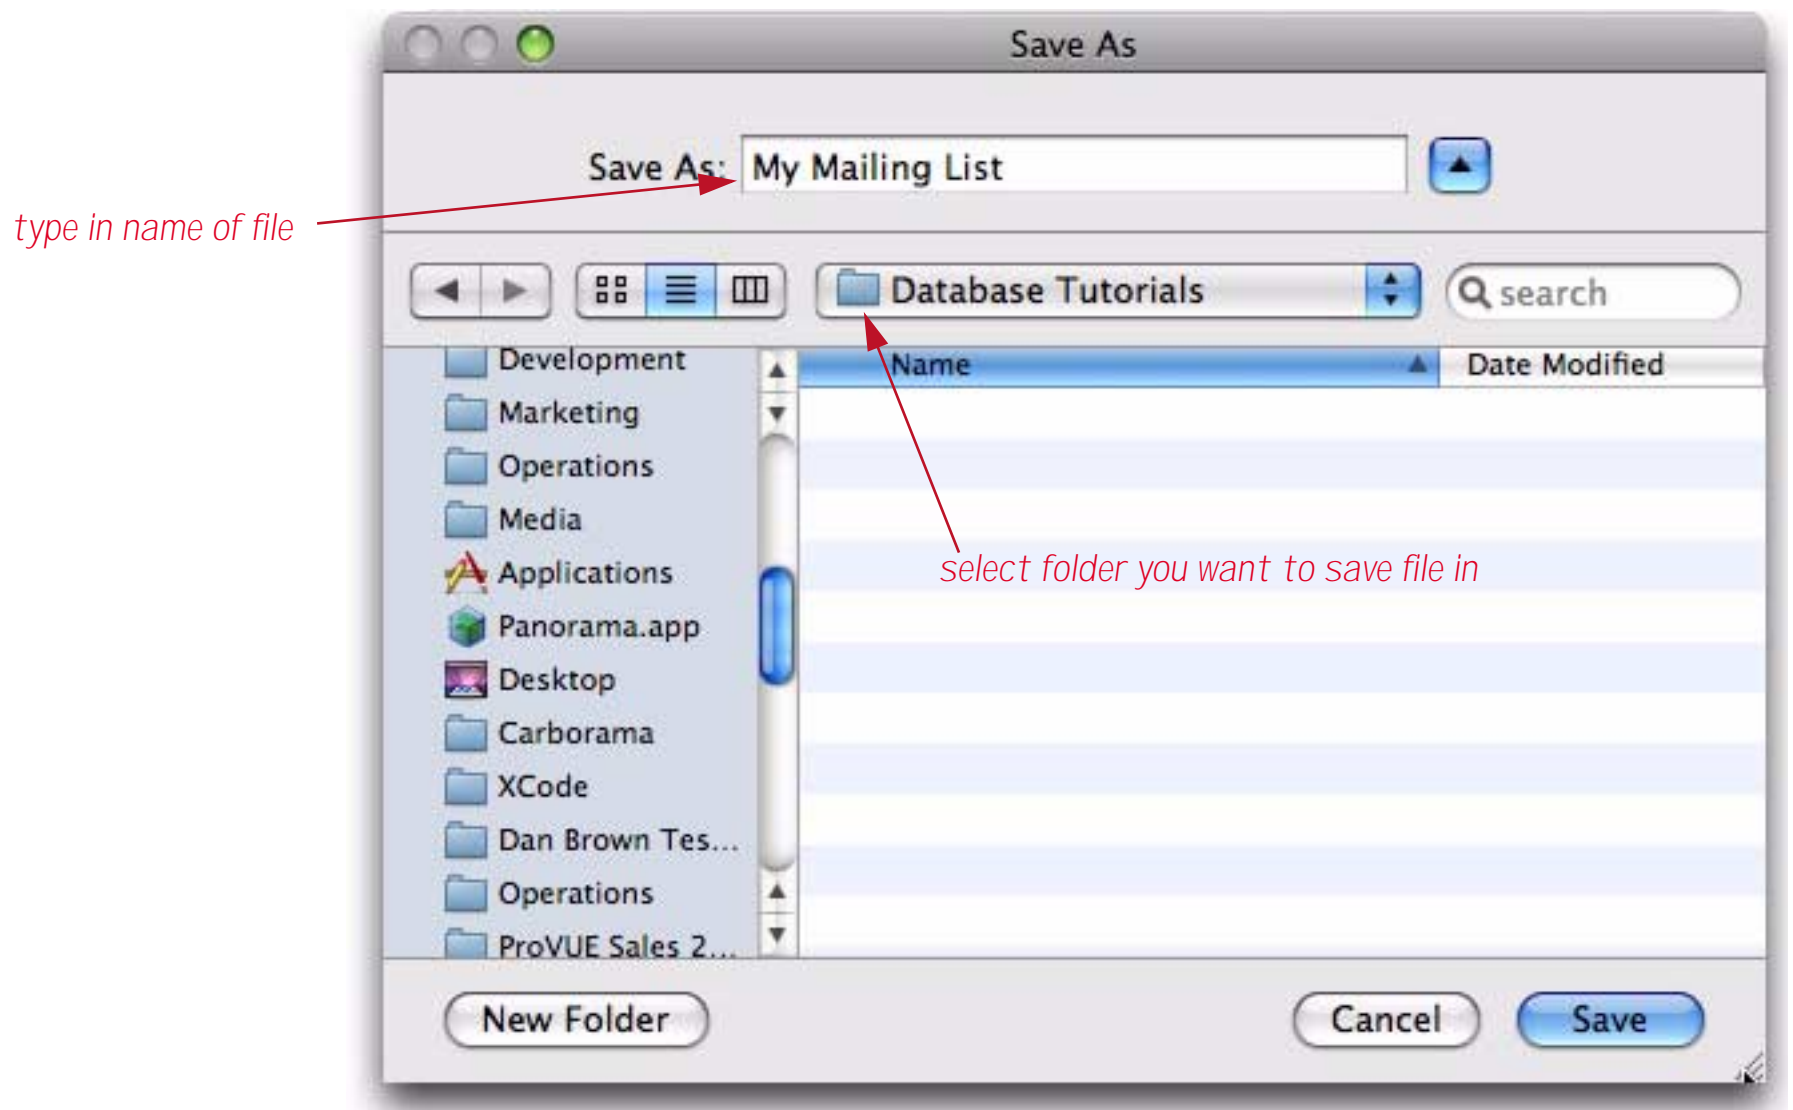 Save As
Save As: My Mailing List
type in name of file
Database Tutorials
search
Name
Date Modified
Development
Marketing
Operations
Media
Applications
Panorama.app
Desktop
Carborama
XCode
Dan Brown Tes...
Operations
ProVUE Sales 2...
select folder you want to save file in
New Folder
Cancel
Save